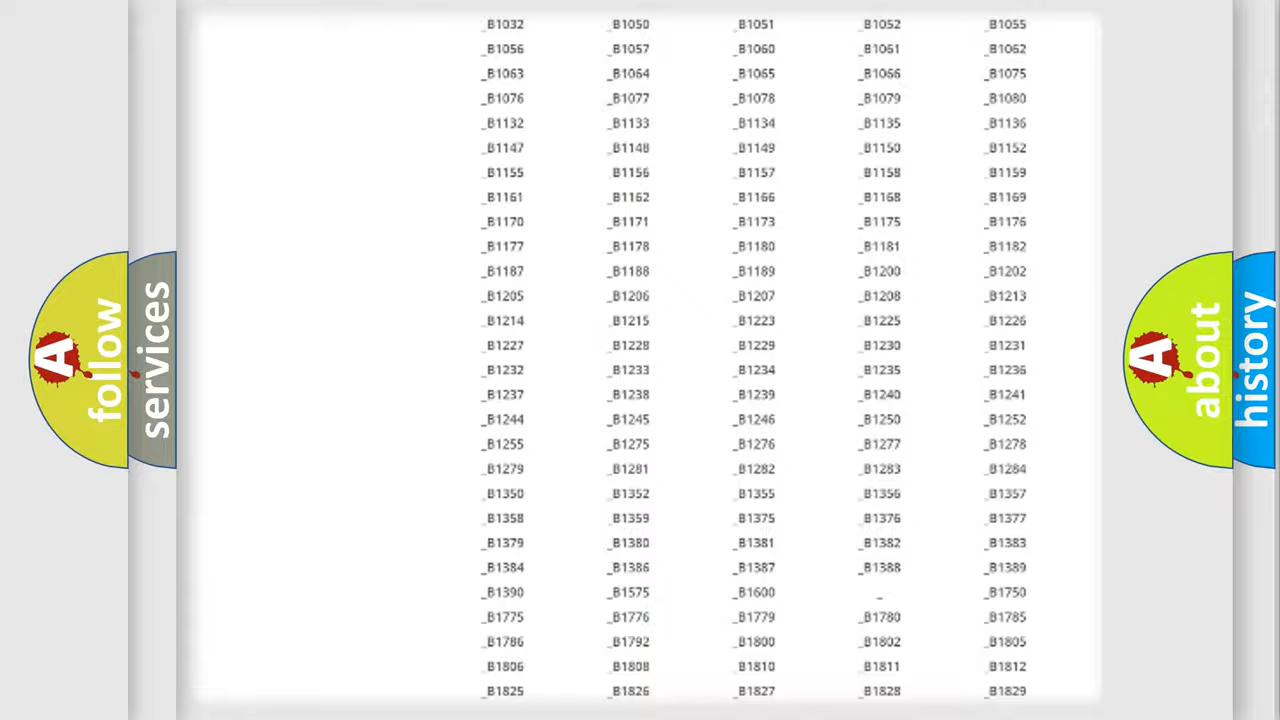 _B1032 _B1050 _B1051 _B1052 _B1055
_B1056 _B1057 _B1060 _B1061 _B1062
_B1063 _B1064 _B1065 _B1066 _B1075
_B1076 _B1077 _B1078 _B1079 _B1080
_B1132 _B1133 _B1134 _B1135 _B1136
_B1147 _B1148 _B1149 _B1150 _B1152
_B1155 _B1156 _B1157 _B1158 _B1159
_B1161 _B1162 _B1166 _B1168 _B1169
_B1170 _B1171 _B1173 _B1175 _B1176
_B1177 _B1178 _B1180 _B1181 _B1182
_B1187 _B1188 _B1189 _B1200 _B1202
_B1205 _B1206 _B1207 _B1208 _B1213
_B1214 _B1215 _B1223 _B1225 _B1226
_B1227 _B1228 _B1229 _B1230 _B1231
_B1232 _B1233 _B1234 _B1235 _B1236
_B1237 _B1238 _B1239 _B1240 _B1241
_B1244 _B1245 _B1246 _B1250 _B1252
_B1255 _B1275 _B1276 _B1277 _B1278
_B1279 _B1281 _B1282 _B1283 _B1284
_B1350 _B1352 _B1355 _B1356 _B1357
_B1358 _B1359 _B1375 _B1376 _B1377
_B1379 _B1380 _B1381 _B1382 _B1383
_B1384 _B1386 _B1387 _B1388 _B1389
_B1390 _B1575 _B1600 _ _B1750
_B1775 _B1776 _B1779 _B1780 _B1785
_B1786 _B1792 _B1800 _B1802 _B1805
_B1806 _B1808 _B1810 _B1811 _B1812
_B1825 _B1826 _B1827 _B1828 _B1829
A
follow
services
A
about
history